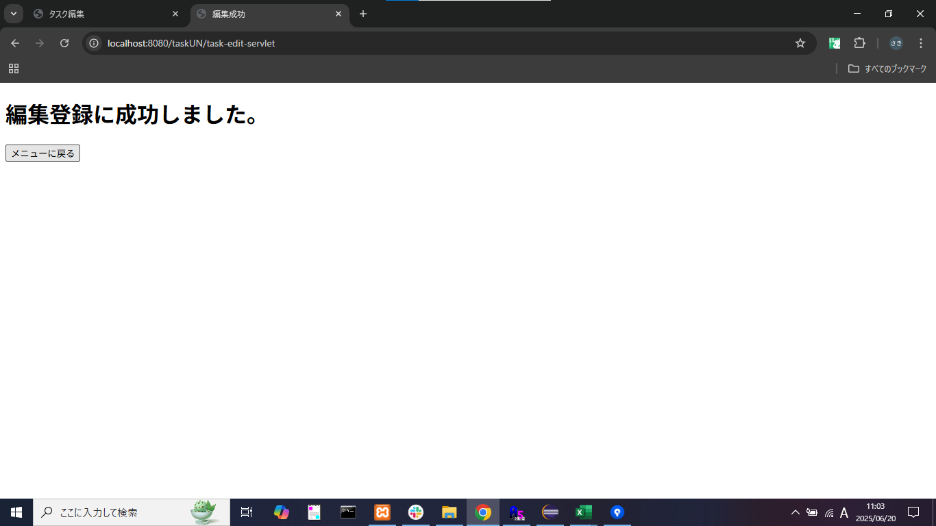 タスク編集
編集成功
localhost:8080/taskUN/task-edit-servlet
さき
すべてのブックマーク
編集登録に成功しました。
メニューに戻る
ここに入力して検索
A
11:03
2025/06/20